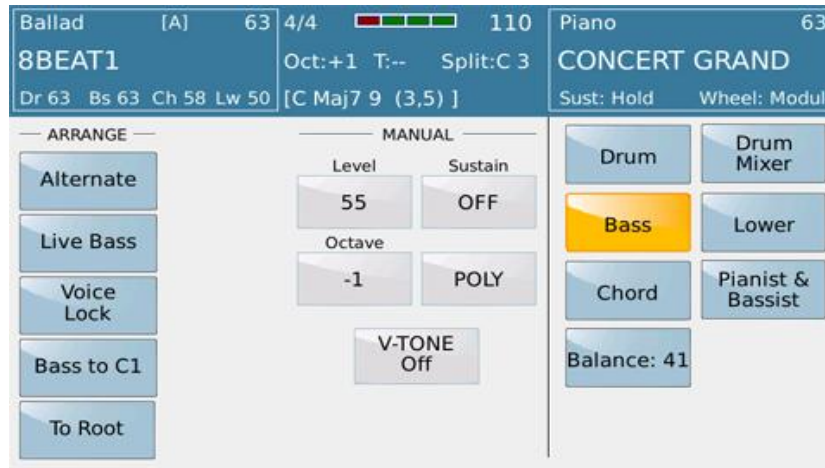 Ballad [A] 63
8BEAT1
Dr 63 Bs 63 Ch 58 Lw 50
4/4 110
Oct:+1 T:-- Split:C 3
[C Maj7 9 (3,5) ]
Piano 63
CONCERT GRAND
Sust: Hold Wheel: Modul
ARRANGE
Alternate
Live Bass
Voice
Lock
Bass to C1
To Root
MANUAL
Level Sustain
55 OFF
Octave
-1 POLY
V-TONE
Off
Drum
Drum
Mixer
Bass
Lower
Chord
Pianist &
Bassist
Balance: 41